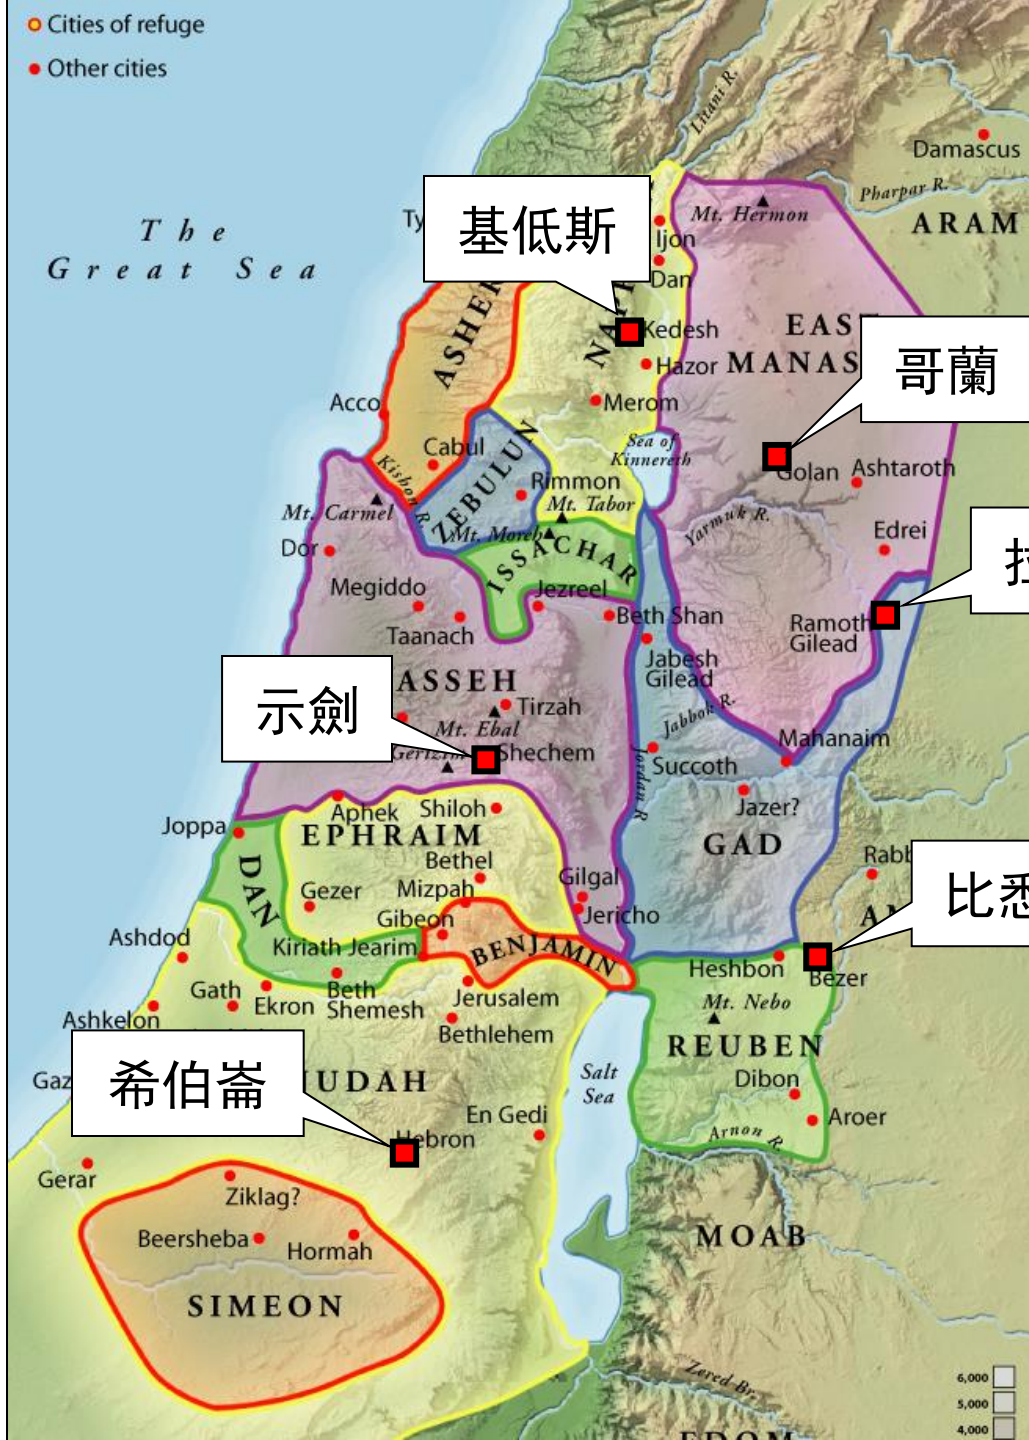 Cities of refuge
Other cities
Litani R.
Damascus
Pharpar R.
ARAM
The
Great Sea
基低斯
Mt. Hermon
Ijon
Dan
ASHER
Kedesh
EAST
MANAS
哥蘭
Hazor
Merom
Acco
Cabul
Sea of
Kinnereth
Golan
Ashtaroth
Kishon R.
ZEBULUN
Rimmon
Mt. Tabor
Mt. Carmel
Mt. Moreh
Yarmuk R.
Edrei
Dor
ISSACHAR
Megiddo
Jezreel
Taanach
Beth Shan
Ramoth
Gilead
Jabesh
Gilead
示劍
ASSEH
Tirzah
Mt. Ebal
Jabbok R.
Mahanaim
Gerizim
Shechem
Succoth
Jordan R.
Jazer?
Aphek
Shiloh
Joppa
EPHRAIM
GAD
DAN
Bethel
Gezer
Mizpah
Gilgal
Gibeon
Jericho
比悉
Ashdod
Kiriath Jearim
BENJAMIN
Heshbon
Bezer
Gath
Ekron
Beth
Shemesh
Jerusalem
Mt. Nebo
Ashkelon
Bethlehem
REUBEN
希伯崙
JUDAH
Salt
Sea
Dibon
En Gedi
Aroer
Hebron
Arnon R.
Gerar
Ziklag?
Beersheba
Hormah
MOAB
SIMEON
Zered Br.
6,000
5,000
4,000
EDOM